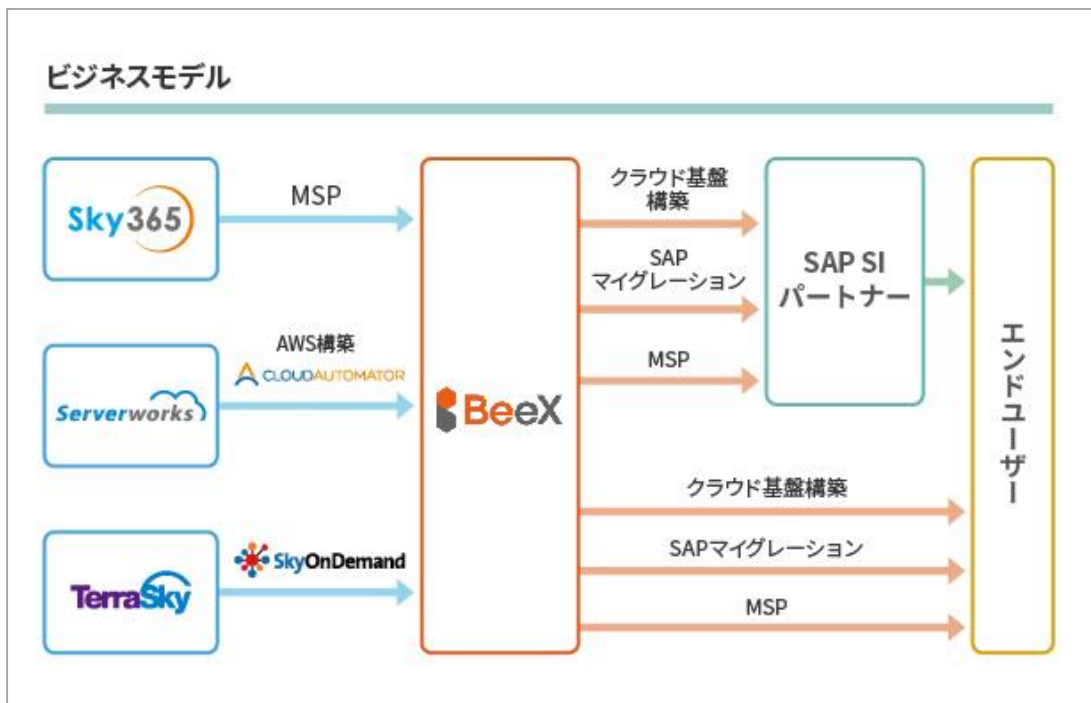 ビジネスモデル
Sky365
MSP
クラウド基盤
構築
SAP
マイグレーション
MSP
SAP SI
パートナー
AWS構築
CLOUDAUTOMATOR
Serverworks
BeeX
エンドユーザー
クラウド基盤構築
SAPマイグレーション
MSP
SkyOnDemand
TerraSky